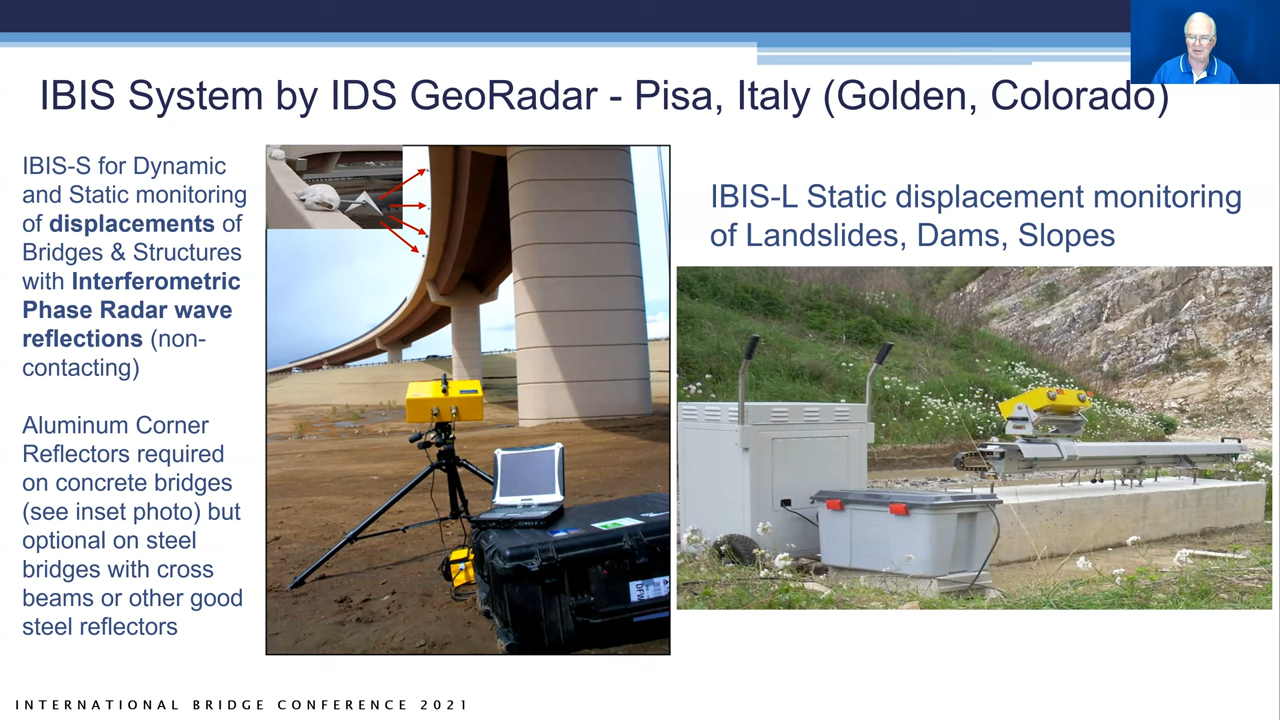 IBIS System by IDS GeoRadar - Pisa, Italy (Golden, Colorado)
IBIS-S for Dynamic
and Static monitoring
of displacements of
Bridges & Structures
with Interferometric
Phase Radar wave
reflections (non-
contacting)
Aluminum Corner
Reflectors required
on concrete bridges
(see inset photo) but
optional on steel
bridges with cross
beams or other good
steel reflectors
DFW
IBIS-L Static displacement monitoring
of Landslides, Dams, Slopes
INTERNATIONAL BRIDGE CONFERENCE 2021